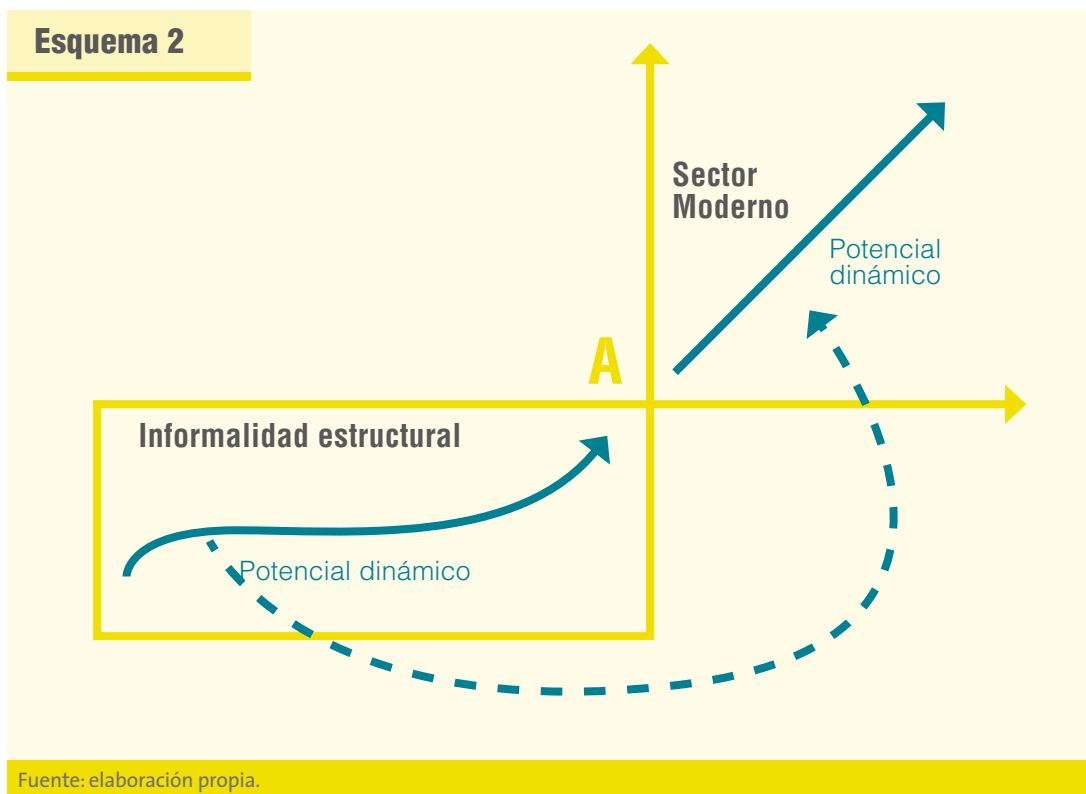 Esquema 2
Sector
Moderno
Potencial
dinámico
A
Informalidad estructural
Potencial dinámico
Fuente: elaboración propia.